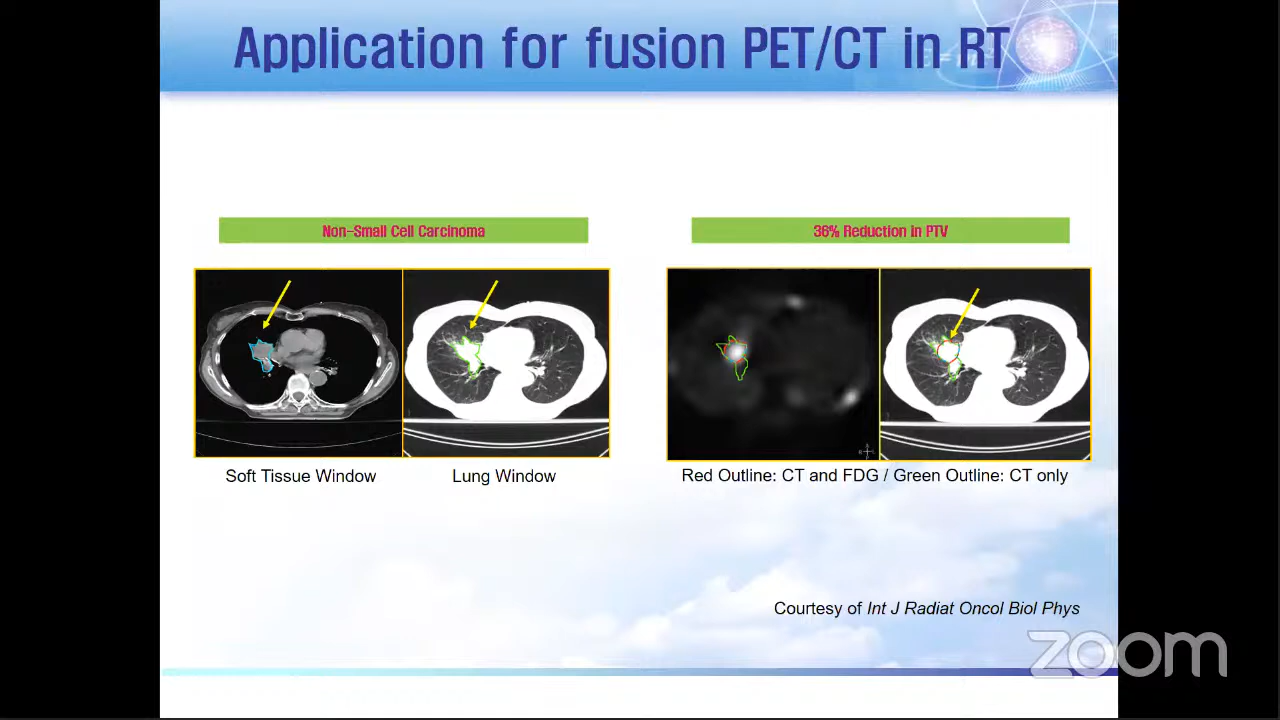 Application for fusion PET/CT in RT
Non-Small Cell Carcinoma
36% Reduction in PTV
Soft Tissue Window
Lung Window
Red Outline: CT and FDG / Green Outline: CT only
Courtesy of Int J Radiat Oncol Biol Phys
zoom